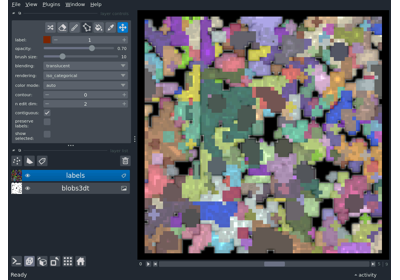 File View Plugins Window Help
label: 1
opacity: 0.70
brush size: 10
blending: translucent
rendering: iso_categorical
color mode: auto
contour: 0
n edit dim: 2
contiguous:
preserve
labels:
show
selected:
labels
blobs3dt
Ready
activity